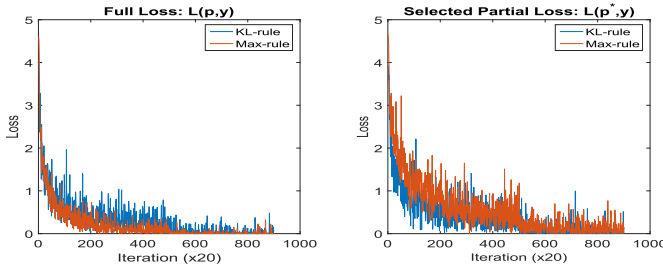 Full Loss: L(p,y)
5
4
3
2
1
0
Loss
KL-rule
Max-rule
0 200 400 600 800 1000
Iteration (x20)
Selected Partial Loss: L(p*,y)
5
4
3
2
1
0
Loss
KL-rule
Max-rule
0 200 400 600 800 1000
Iteration (x20)